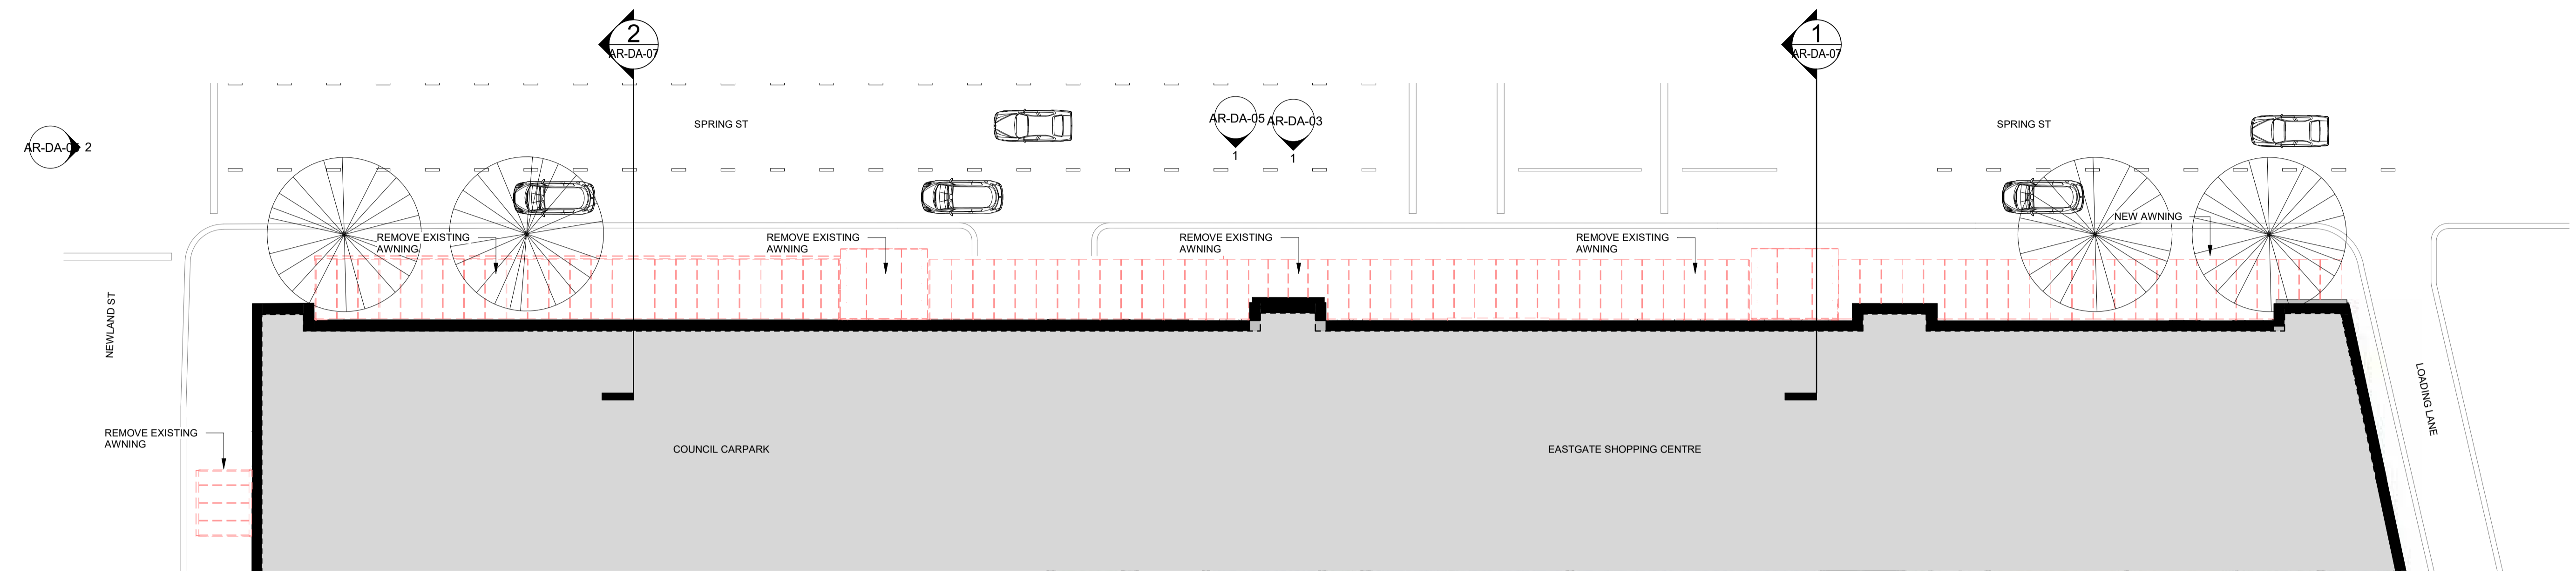 2
AR-DA-07
1
AR-DA-07
SPRING ST
AR-DA-05
1
AR-DA-03
1
SPRING ST
2
REMOVE EXISTING
AWNING
REMOVE EXISTING
AWNING
REMOVE EXISTING
AWNING
REMOVE EXISTING
AWNING
NEW AWNING
NEWLAND ST
LOADING LANE
REMOVE EXISTING
AWNING
COUNCIL CARPARK
EASTGATE SHOPPING CENTRE